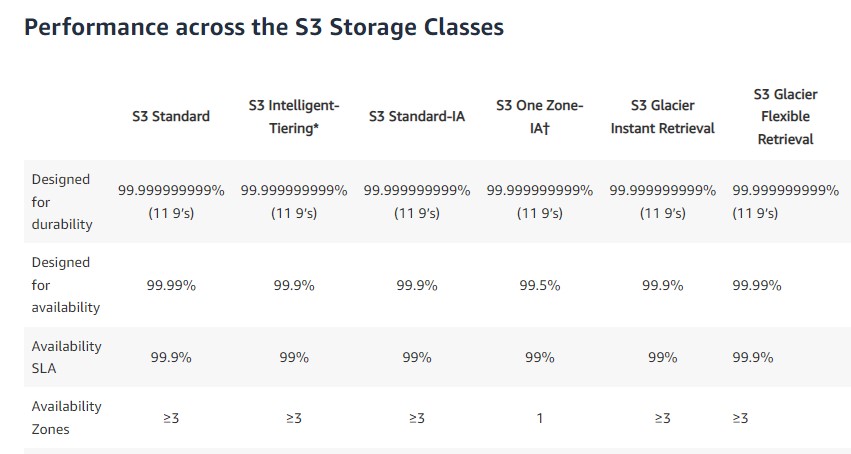 Performance across the S3 Storage Classes
S3 Standard
S3 Intelligent-
Tiering*
S3 Standard-IA
S3 One Zone-
IA†
S3 Glacier
Instant Retrieval
S3 Glacier
Flexible
Retrieval
Designed
for
durability
99.999999999%
(11 9's)
99.999999999%
(11 9's)
99.999999999%
(11 9's)
99.999999999%
(11 9's)
99.999999999%
(11 9's)
99.999999999%
(11 9's)
Designed
for
availability
99.99%
99.9%
99.9%
99.5%
99.9%
99.99%
Availability
SLA
99.9%
99%
99%
99%
99%
99.9%
Availability
Zones
≥3
≥3
≥3
1
≥3
≥3